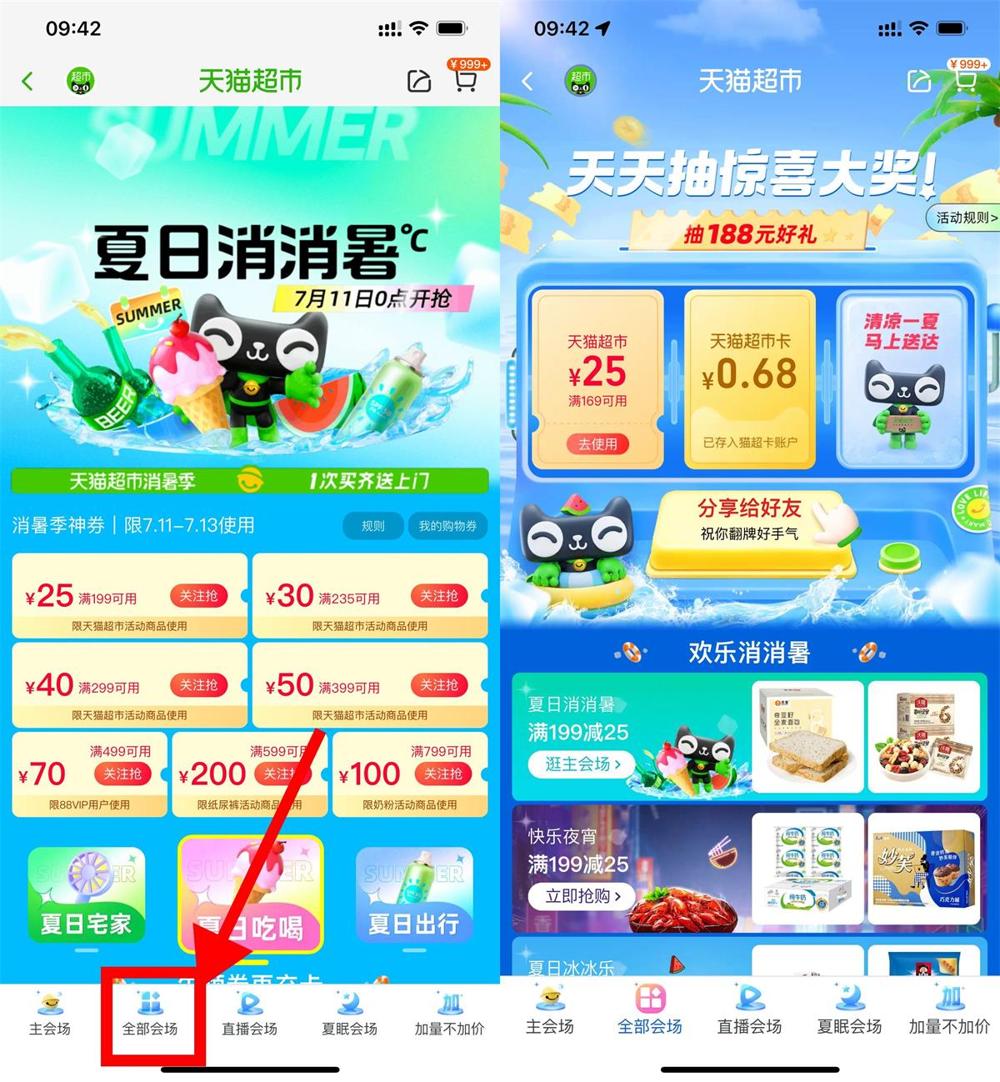 09:42
超市
天猫超市
¥999+
SUMMER
夏日消消暑℃
7月11日0点开抢
SUMMER
BEER
天猫超市消暑季
1次买齐送上门
消暑季神券｜限7.11-7.13使用
规则
我的购物券
¥25 满199可用
关注抢
限天猫超市活动商品使用
¥30 满235可用
关注抢
限天猫超市活动商品使用
¥40 满299可用
关注抢
限天猫超市活动商品使用
¥50 满399可用
关注抢
限天猫超市活动商品使用
满499可用
¥70
关注抢
限88VIP用户使用
满599可用
¥200
关注抢
限纸尿裤活动商品使用
满799可用
¥100
关注抢
限奶粉活动商品使用
夏日宅家
夏日吃喝
SUMMER
夏日出行
主会场
全部会场
直播会场
夏眠会场
加量不加价
09:42
超市
天猫超市
¥999+
天天抽惊喜大奖!
活动规则>
抽188元好礼
天猫超市
¥25
满169可用
去使用
天猫超市卡
¥0.68
已存入猫超卡账户
清凉一夏
马上送达
分享给好友
祝你翻牌好手气
欢乐消消暑
夏日消消暑
满199减25
逛主会场>
快乐夜宵
满199减25
立即抢购>
纯牛奶
妙芙
巧克力味
夏日冰冰乐
主会场
全部会场
直播会场
夏眠会场
加量不加价